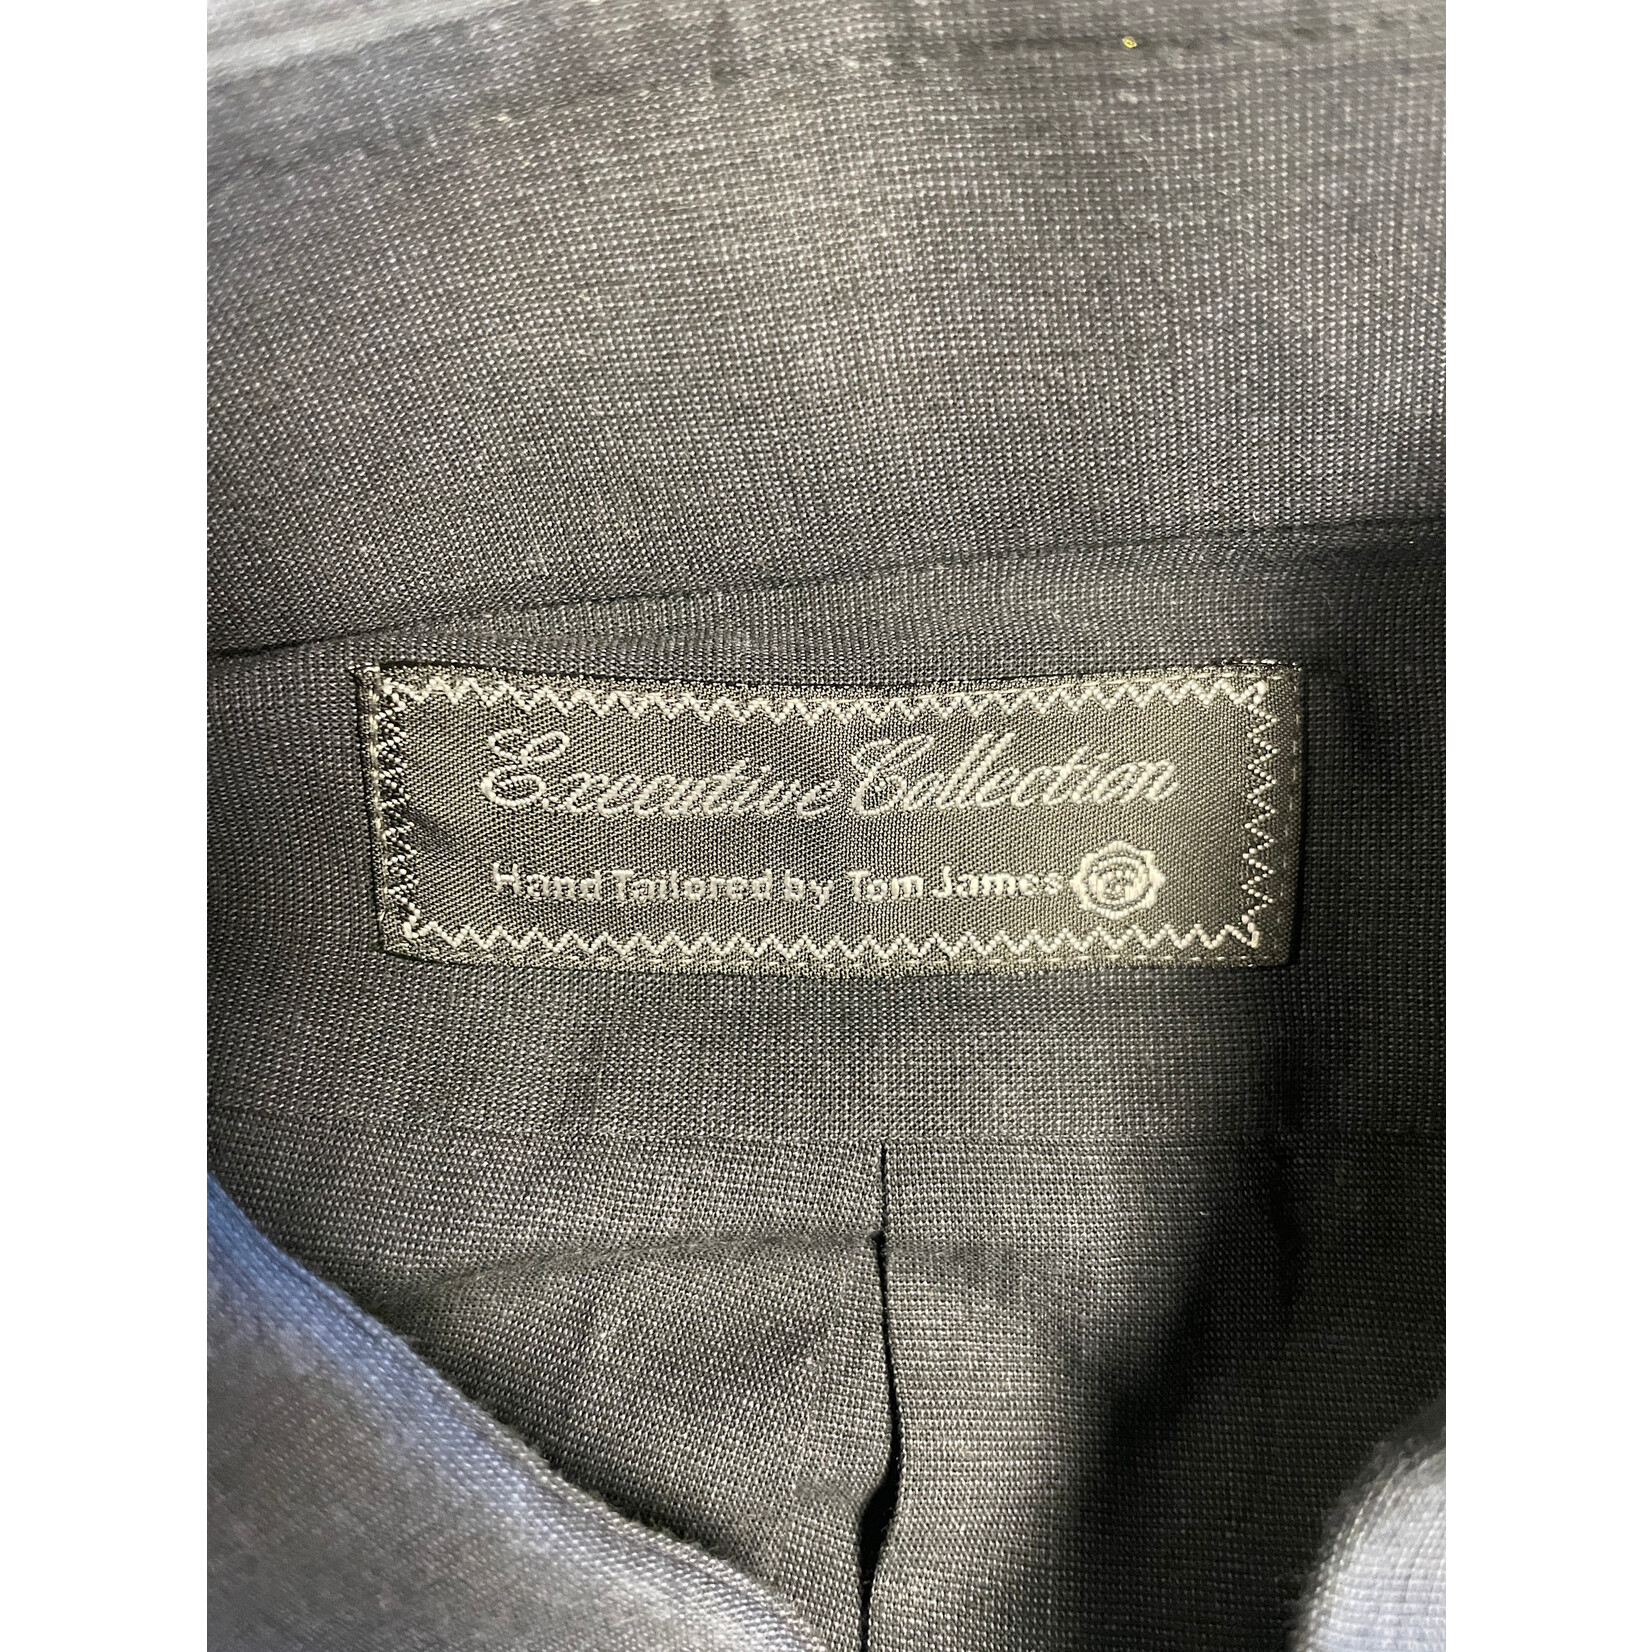 Executive Collection
Hand Tailored by Tom James